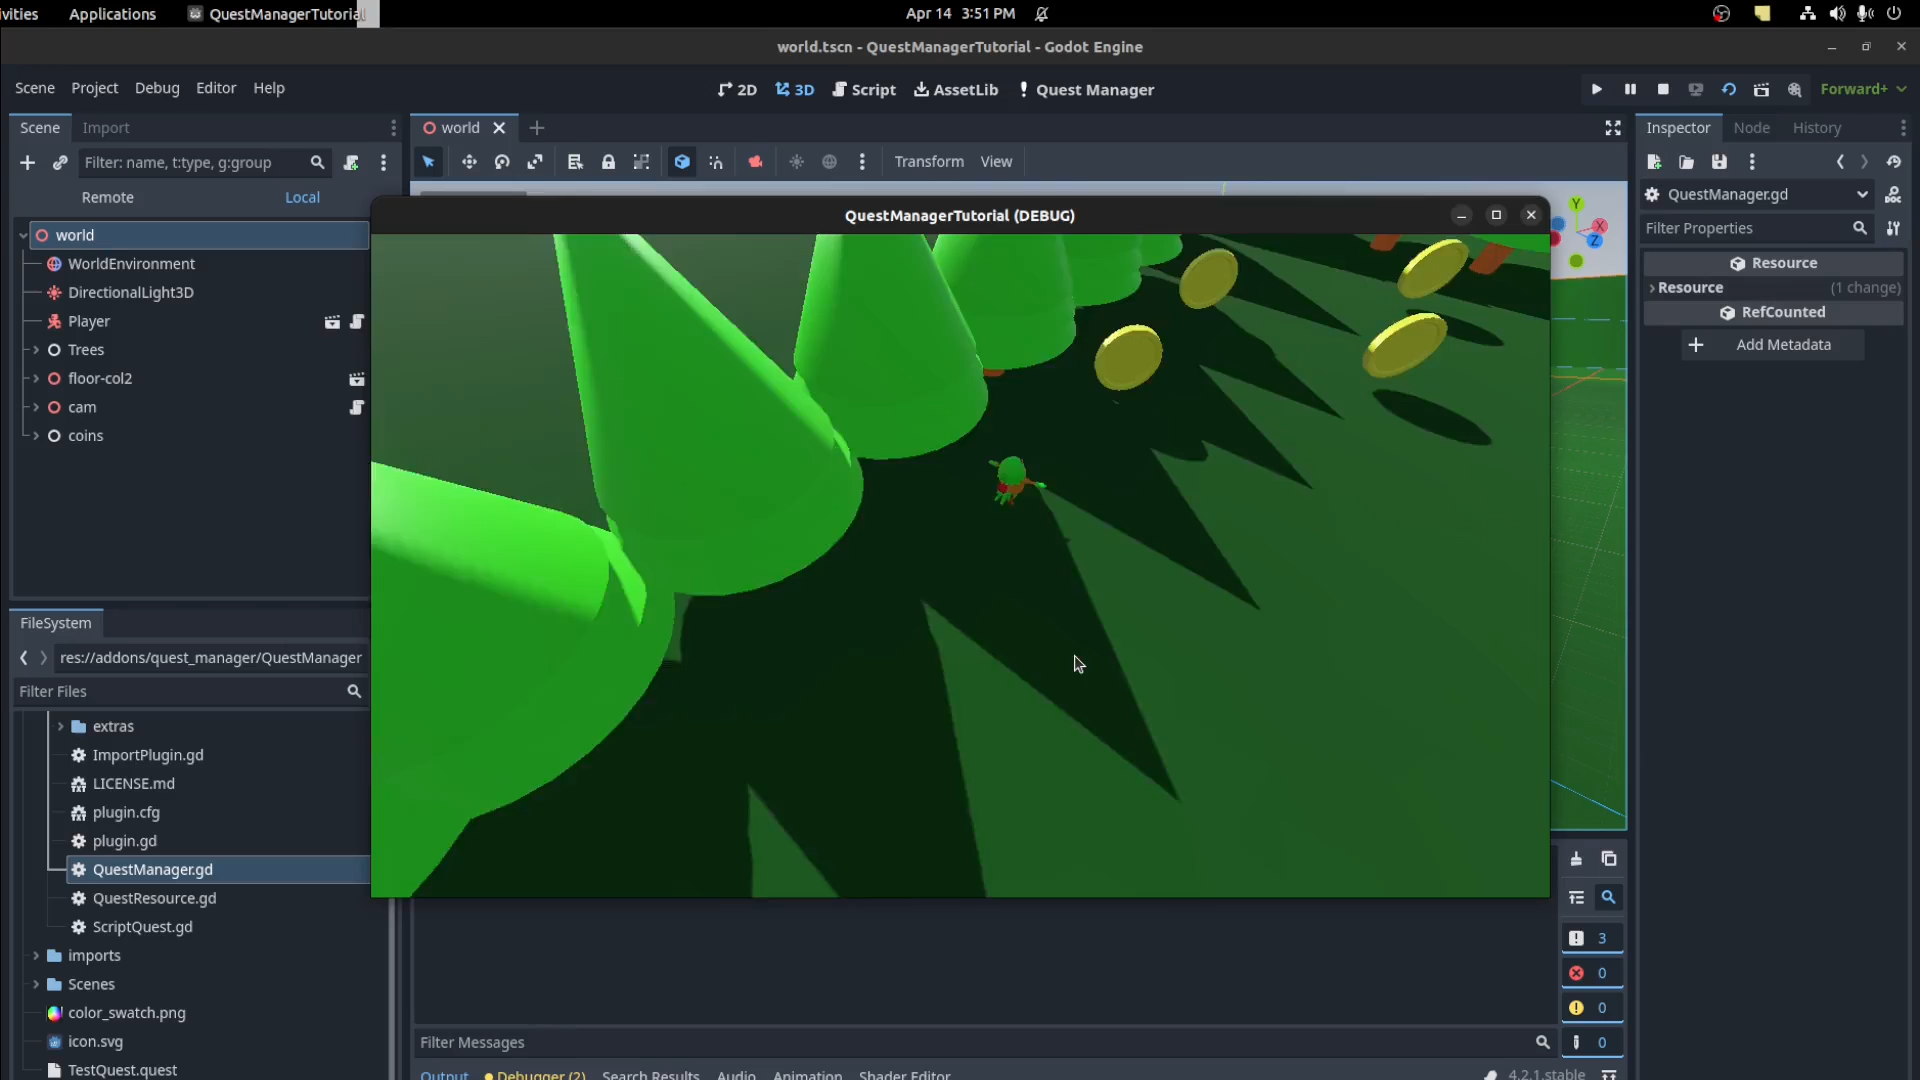 ivities Applications QuestManagerTutorial Apr 14 3:51 PM
world.tscn - QuestManagerTutorial - Godot Engine
Scene Project Debug Editor Help 2D 3D Script AssetLib Quest Manager Forward+
Scene Import world Inspector Node History
Filter: name, t:type, g:group Transform View
Remote Local QuestManager.gd
QuestManagerTutorial (DEBUG)
Filter Properties
world
WorldEnvironment
DirectionalLight3D
Player
Trees
floor-col2
cam
coins
Y
X
Z
Resource
Resource (1 change)
RefCounted
Add Metadata
FileSystem
res://addons/quest_manager/QuestManager
Filter Files
extras
ImportPlugin.gd
LICENSE.md
plugin.cfg
plugin.gd
QuestManager.gd
QuestResource.gd
ScriptQuest.gd
imports
Scenes
color_swatch.png
icon.svg
TestQuest.quest
3
0
0
0
Filter Messages
Output Debugger (2) Search Results Audio Animation Shader Editor 4.2.1.stable